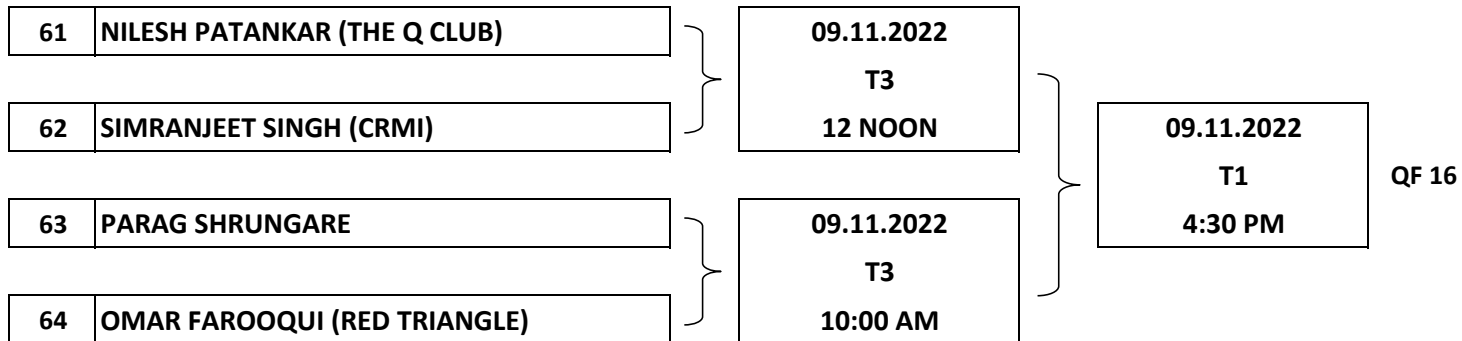 61 NILESH PATANKAR (THE Q CLUB)
09.11.2022
T3
62 SIMRANJEET SINGH (CRMI)
12 NOON
09.11.2022
T1
QF 16
63 PARAG SHRUNGARE
09.11.2022
4:30 PM
T3
64 OMAR FAROOQUI (RED TRIANGLE)
10:00 AM